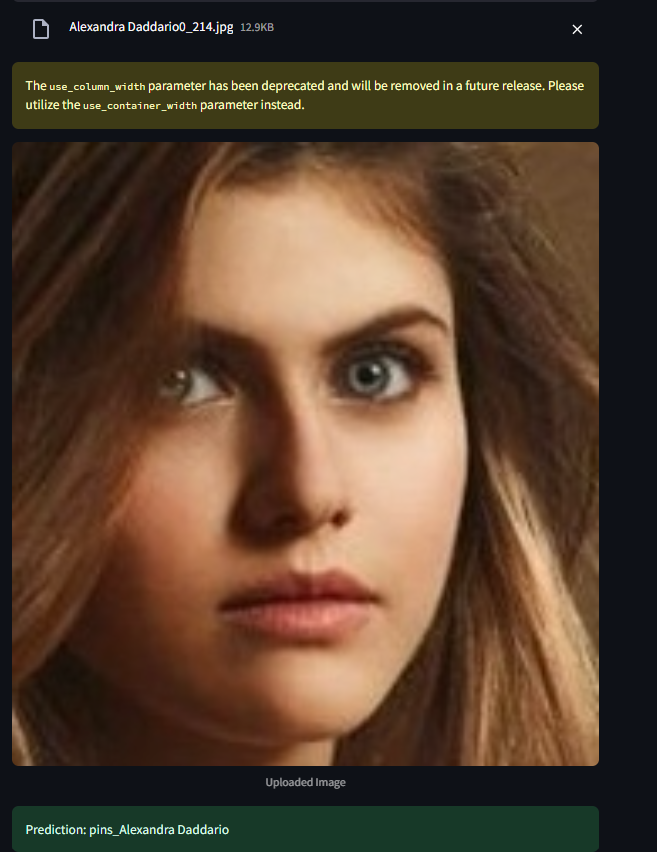 Alexandra Daddario0_214.jpg 12.9KB
The use_column_width parameter has been deprecated and will be removed in a future release. Please
utilize the use_container_width parameter instead.
Uploaded Image
Prediction: pins_Alexandra Daddario